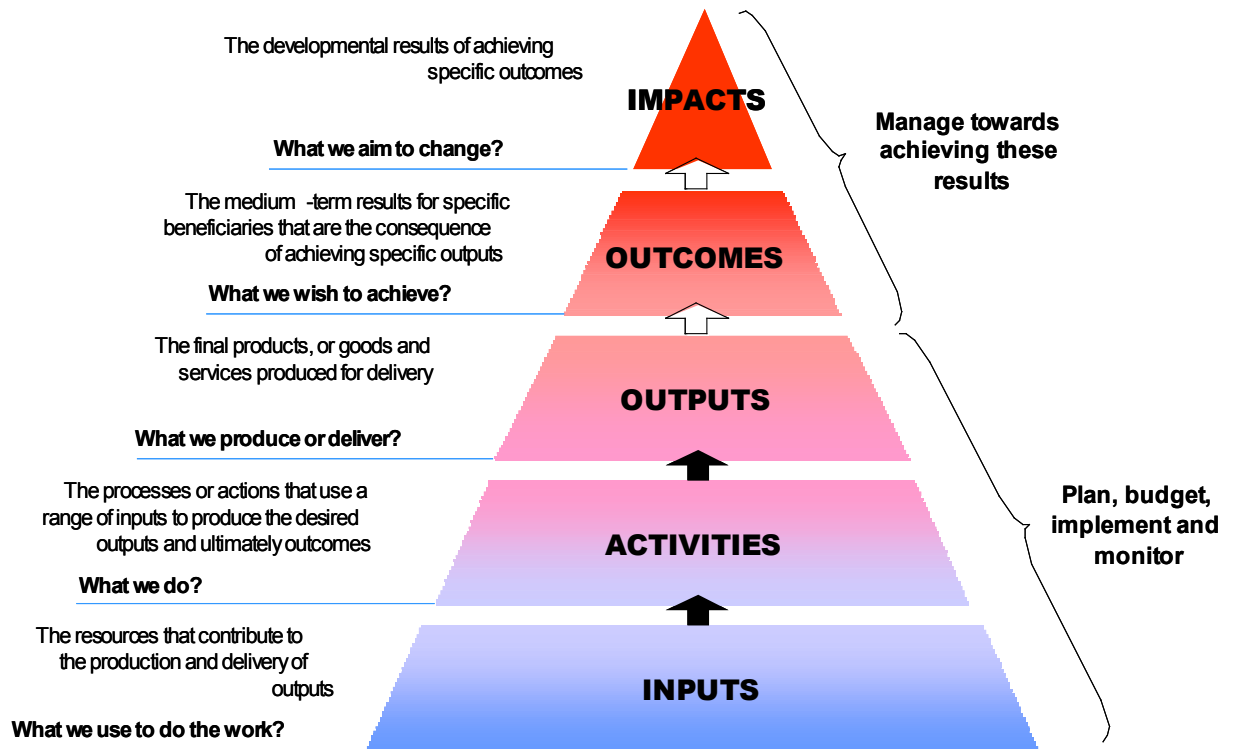 The developmental results of achieving
specific outcomes
IMPACTS
What we aim to change?
Manage towards
achieving these
results
The medium -term results for specific
beneficiaries that are the consequence
of achieving specific outputs
OUTCOMES
What we wish to achieve?
The final products, or goods and
services produced for delivery
OUTPUTS
What we produce or deliver?
The processes or actions that use a
range of inputs to produce the desired
outputs and ultimately outcomes
ACTIVITIES
What we do?
Plan, budget,
implement and
monitor
The resources that contribute to
the production and delivery of
outputs
INPUTS
What we use to do the work?